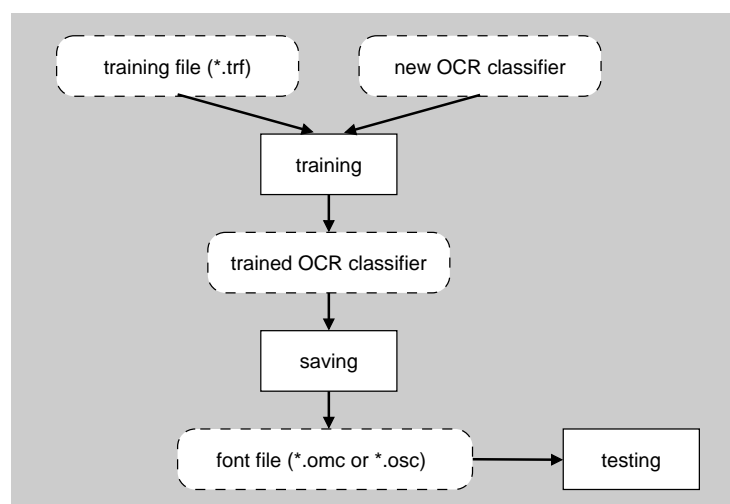 training file (*.trf)
new OCR classifier
training
trained OCR classifier
saving
font file (*.omc or *.osc)
testing